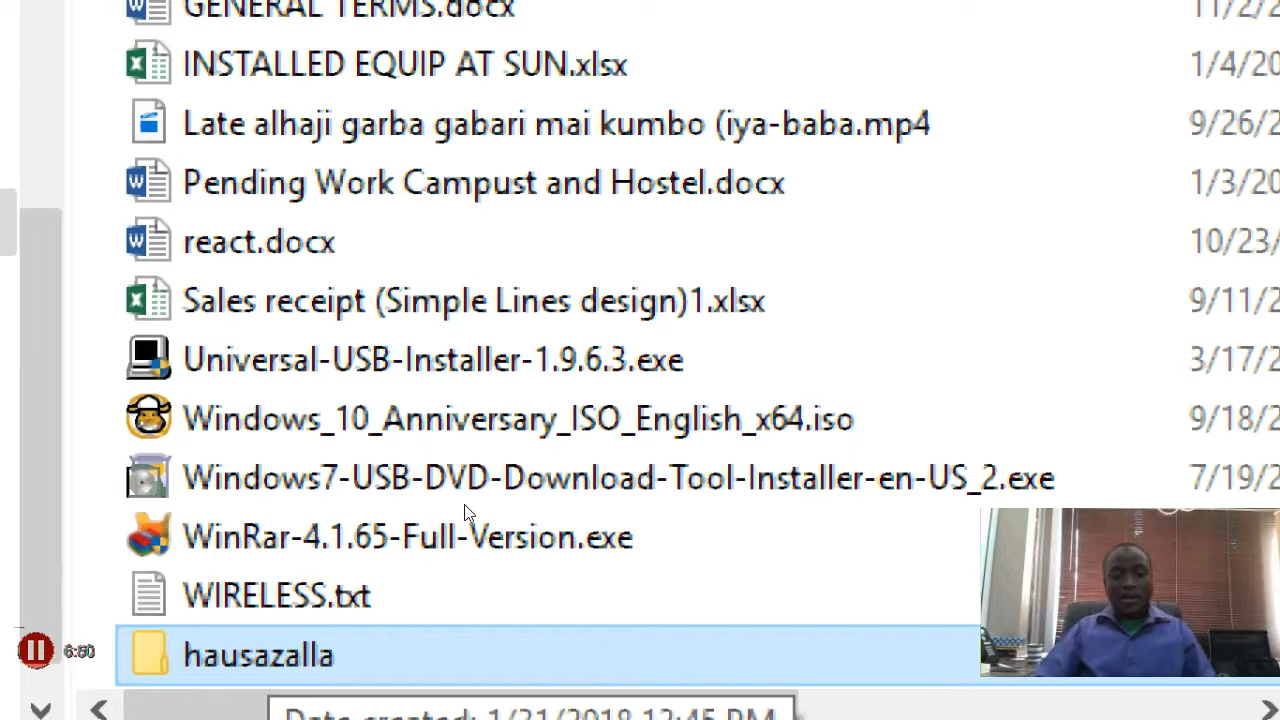 GENERAL TERMS.docx 11/2/2
INSTALLED EQUIP AT SUN.xlsx 1/4/20
Late alhaji garba gabari mai kumbo (iya-baba.mp4 9/26/2
Pending Work Campust and Hostel.docx 1/3/20
react.docx 10/23/
Sales receipt (Simple Lines design)1.xlsx 9/11/2
Universal-USB-Installer-1.9.6.3.exe 3/17/2
Windows_10_Anniversary_ISO_English_x64.iso 9/18/2
Windows7-USB-DVD-Download-Tool-Installer-en-US_2.exe 7/19/2
WinRar-4.1.65-Full-Version.exe
WIRELESS.txt
6:50 hausazalla
Date created: 1/31/2018 12:45 PM